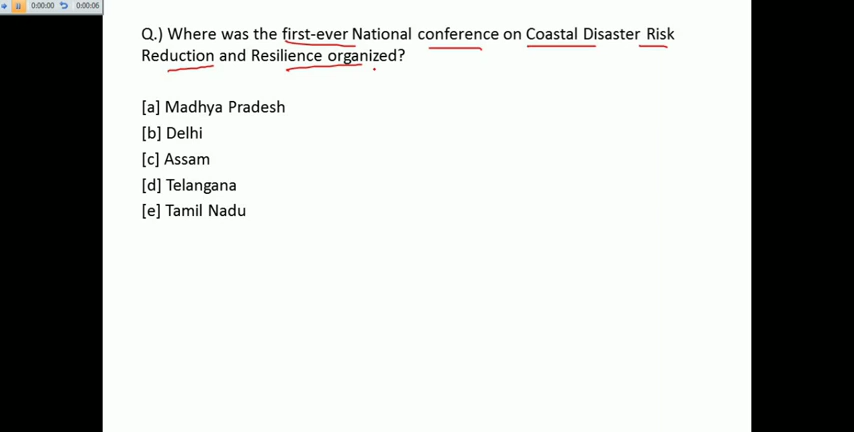 0:00:00 0:00:06
Q.) Where was the first-ever National conference on Coastal Disaster Risk
Reduction and Resilience organized?
[a] Madhya Pradesh
[b] Delhi
[c] Assam
[d] Telangana
[e] Tamil Nadu